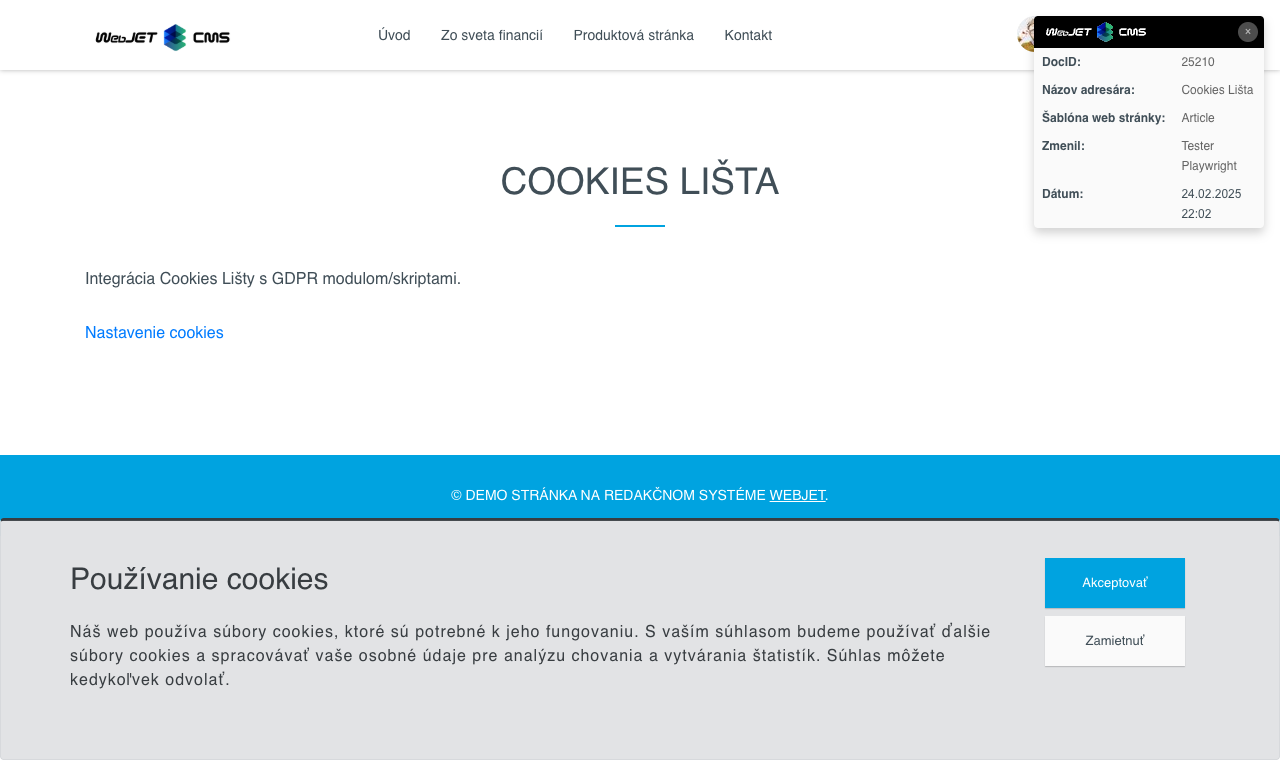 WebJET CMS
Úvod
Zo sveta financií
Produktová stránka
Kontakt
WebJET CMS
×
DocID: 25210
Názov adresára: Cookies Lišta
Šablóna web stránky: Article
Zmenil: Tester
Playwright
Dátum: 24.02.2025
22:02
COOKIES LIŠTA
Integrácia Cookies Lišty s GDPR modulom/skriptami.
Nastavenie cookies
© DEMO STRÁNKA NA REDAKČNOM SYSTÉME WEBJET.
Používanie cookies
Náš web používa súbory cookies, ktoré sú potrebné k jeho fungovaniu. S vaším súhlasom budeme používať ďalšie
súbory cookies a spracovávať vaše osobné údaje pre analýzu chovania a vytvárania štatistík. Súhlas môžete
kedykoľvek odvolať.
Akceptovať
Zamietnuť